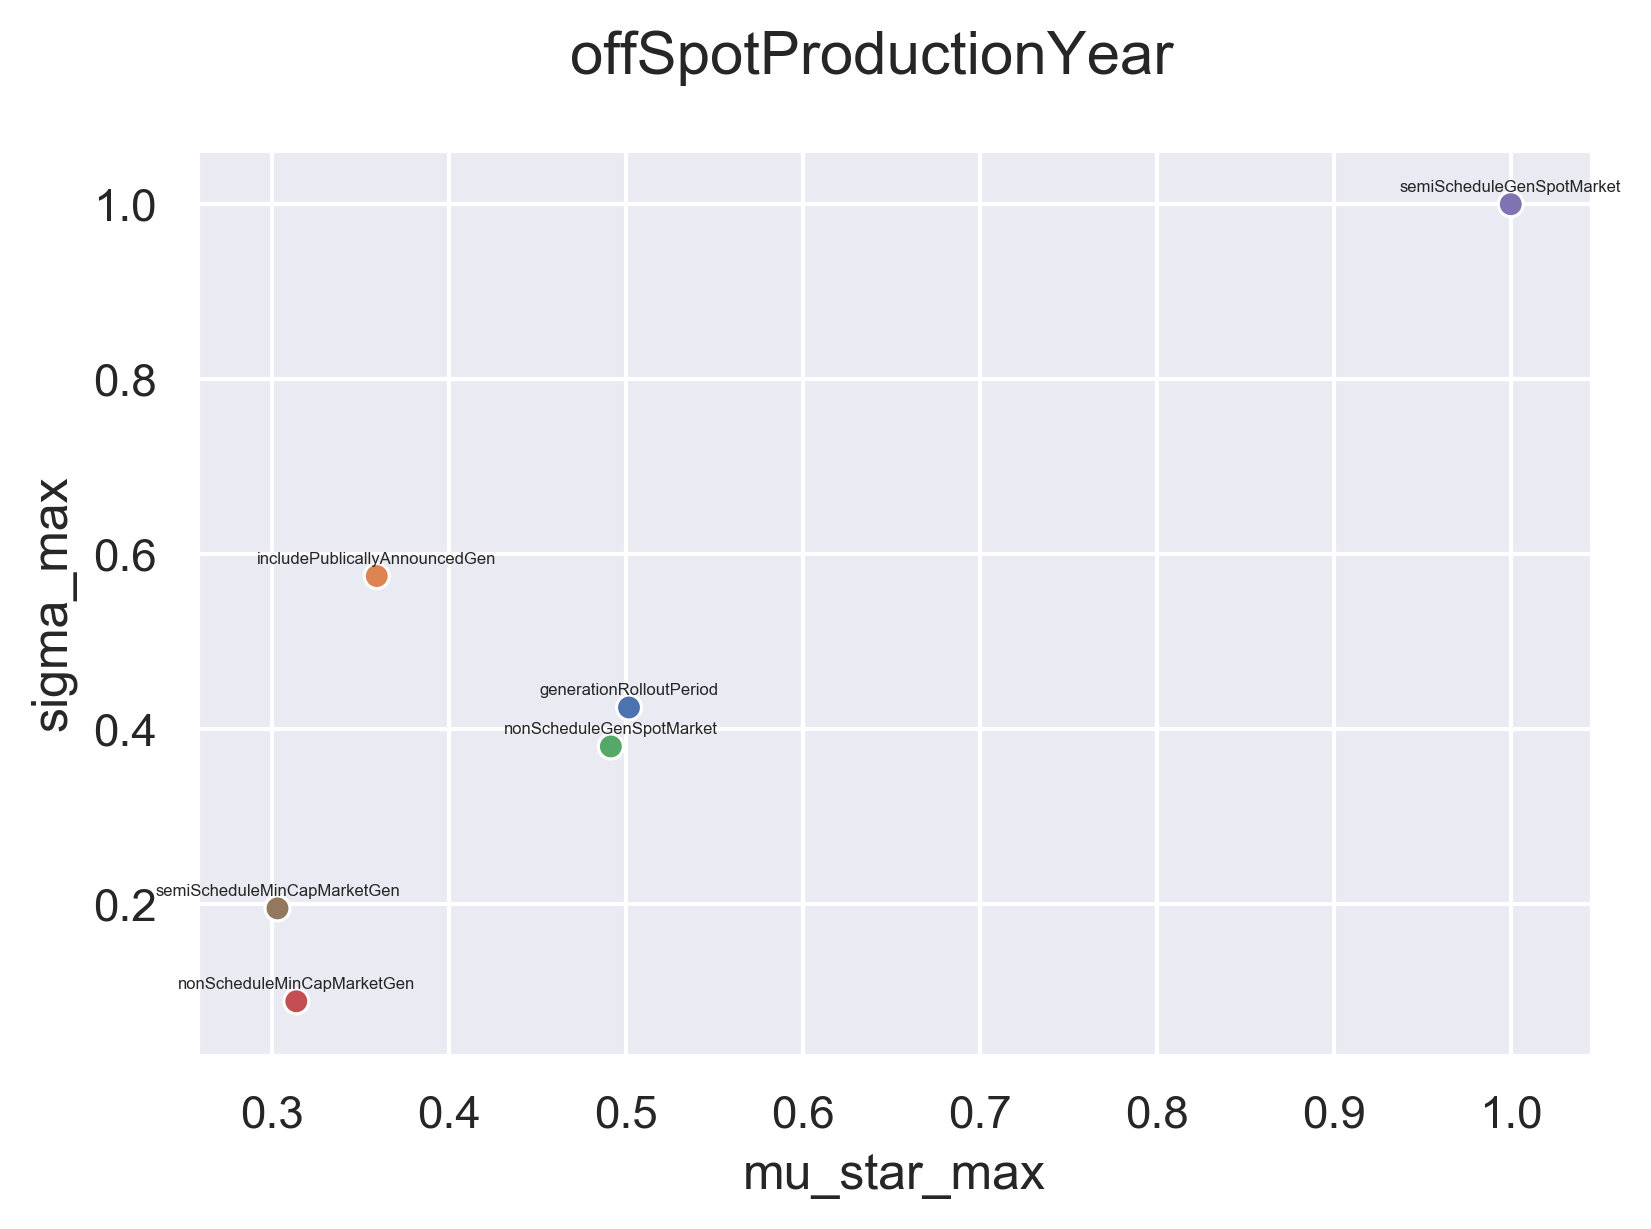 offSpotProductionYear
semiScheduleGenSpotMarket
1.0
0.8
includePublicallyAnnouncedGen
0.6
generationRolloutPeriod
nonScheduleGenSpotMarket
0.4
sigma_max
semiScheduleMinCapMarketGen
0.2
nonScheduleMinCapMarketGen
0.3 0.4 0.5 0.6 0.7 0.8 0.9 1.0
mu_star_max